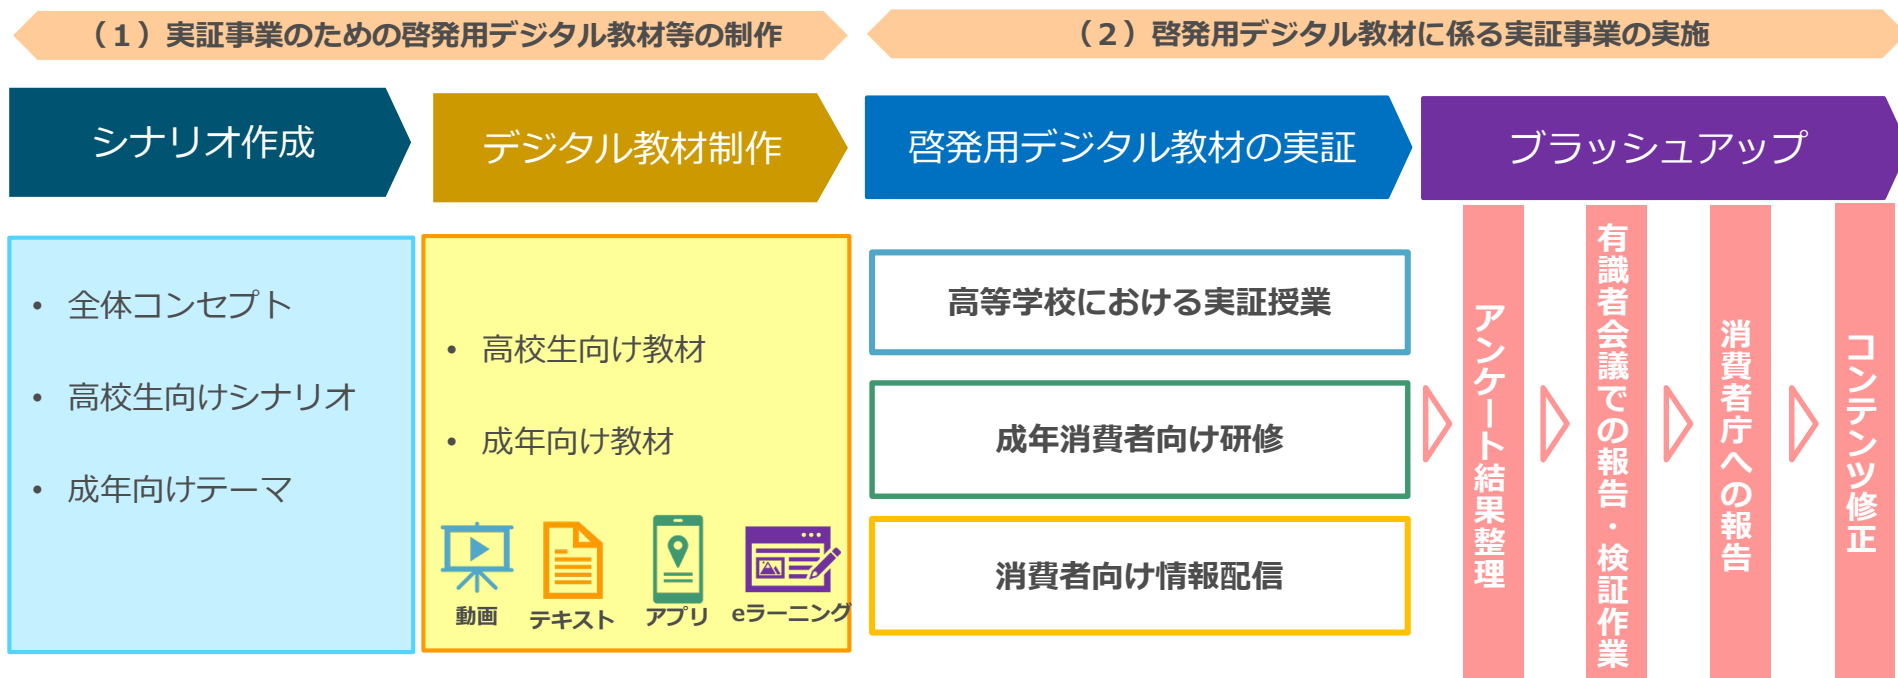 （１）実証事業のための啓発用デジタル教材等の制作
（２）啓発用デジタル教材に係る実証事業の実施
シナリオ作成
デジタル教材制作
啓発用デジタル教材の実証
ブラッシュアップ
• 全体コンセプト
• 高校生向けシナリオ
• 成年向けテーマ
• 高校生向け教材
• 成年向け教材
動画
テキスト
アプリ
eラーニング
高等学校における実証授業
成年消費者向け研修
消費者向け情報配信
アンケート結果整理
有識者会議での報告・検証作業
消費者庁への報告
コンテンツ修正